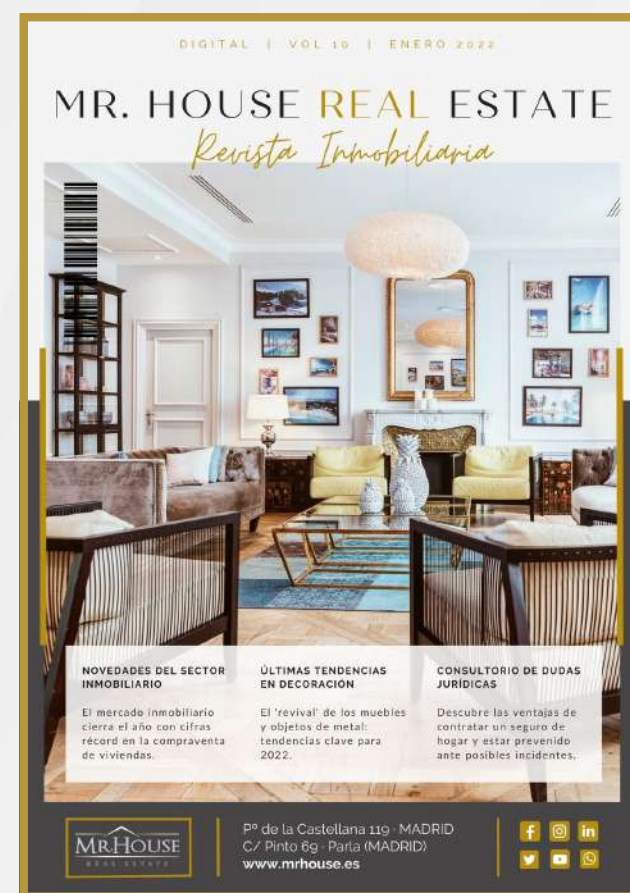 DIGITAL | VOL 10 | ENERO 2022
MR. HOUSE REAL ESTATE
Revista Inmobiliaria
NOVEDADES DEL SECTOR
INMOBILIARIO
El mercado inmobiliario
cierra el año con cifras
récord en la compraventa
de viviendas.
ÚLTIMAS TENDENCIAS
EN DECORACIÓN
El 'revival' de los muebles
y objetos de metal:
tendencias clave para
2022.
CONSULTORIO DE DUDAS
JURÍDICAS
Descubre las ventajas de
contratar un seguro de
hogar y estar prevenido
ante posibles incidentes.
MRHOUSE
REAL ESTATE
Pº de la Castellana 119 · MADRID
C/ Pinto 69 · Parla (MADRID)
www.mrhouse.es